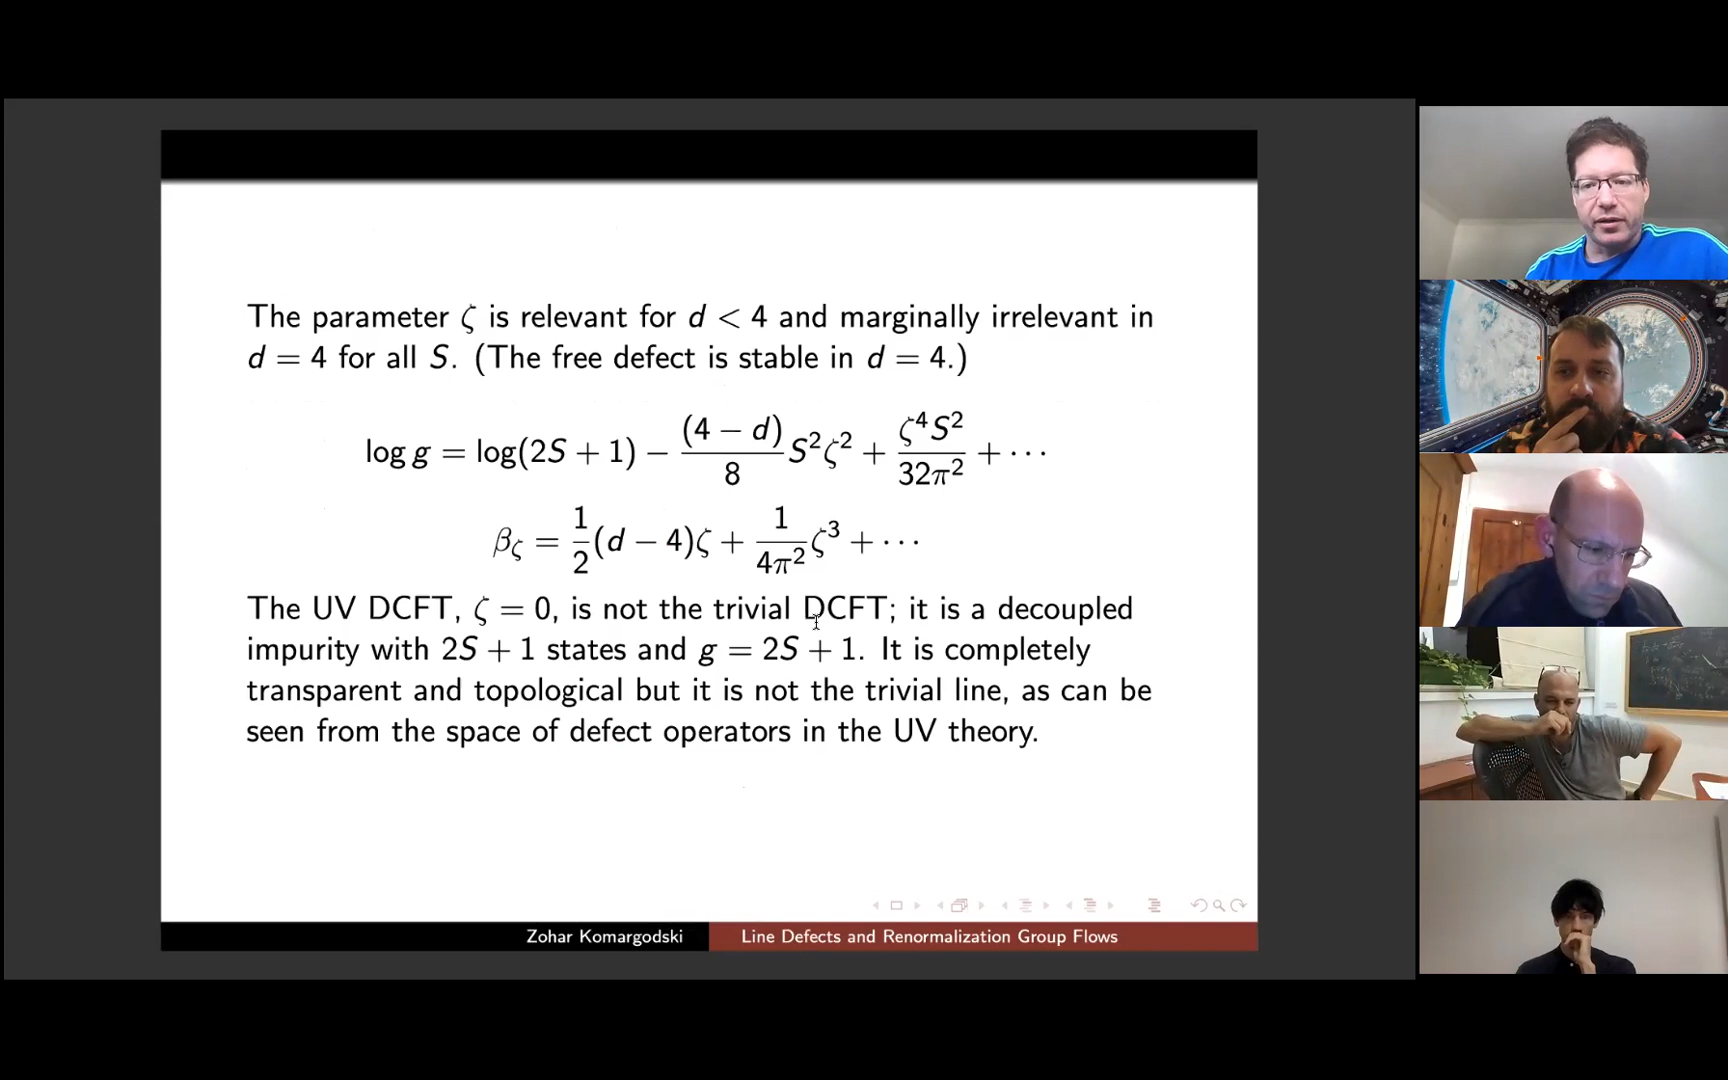 The parameter ζ is relevant for d < 4 and marginally irrelevant in
d = 4 for all S. (The free defect is stable in d = 4.)
log g = log(2S + 1) − (4 − d)/8 S²ζ² + ζ⁴S²/32π² + ⋯
β_ζ = 1/2 (d − 4)ζ + 1/4π² ζ³ + ⋯
The UV DCFT, ζ = 0, is not the trivial DCFT; it is a decoupled
impurity with 2S + 1 states and g = 2S + 1. It is completely
transparent and topological but it is not the trivial line, as can be
seen from the space of defect operators in the UV theory.
Zohar Komargodski
Line Defects and Renormalization Group Flows